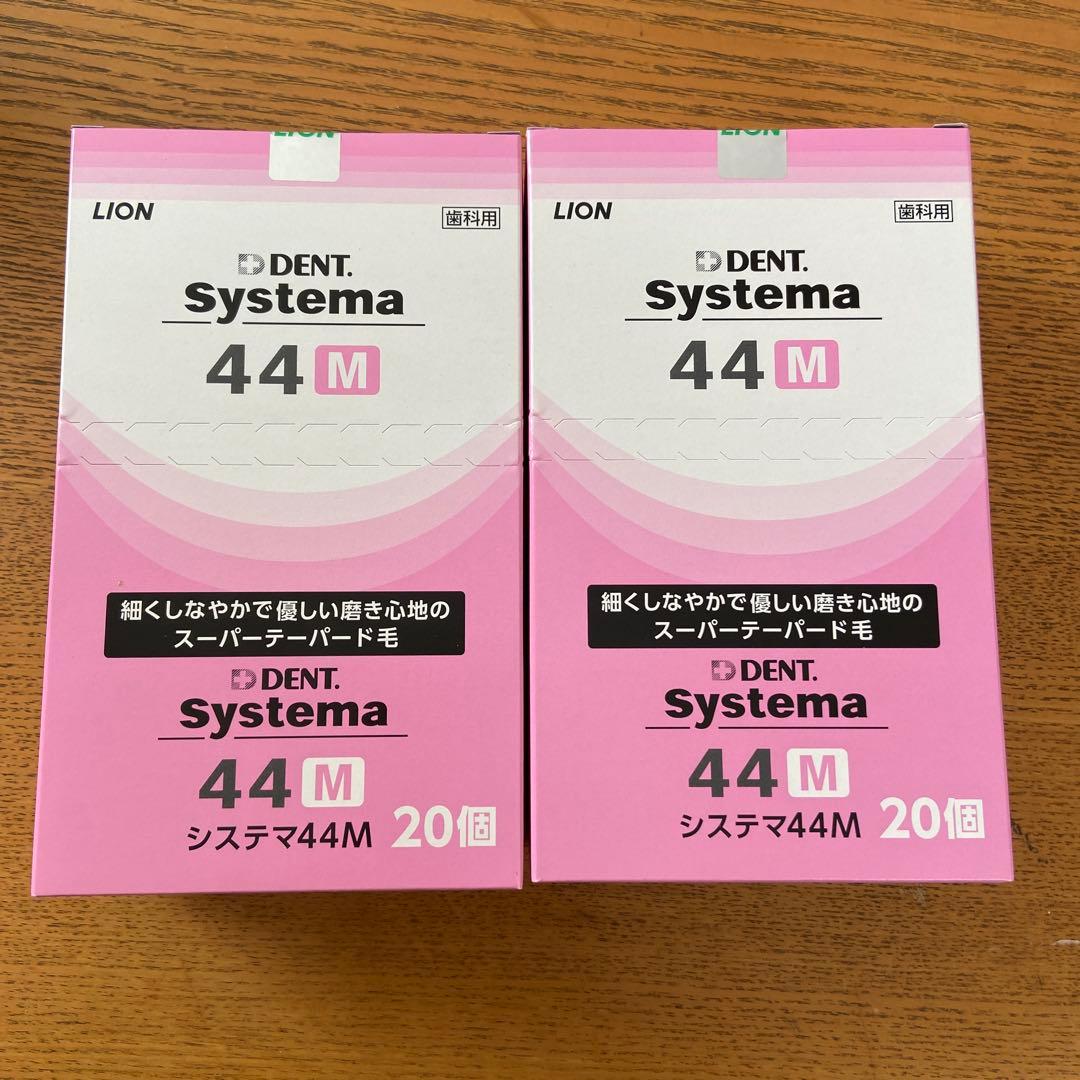 LION
LION
歯科用
DENT.
Systema
44 M
細くしなやかで優しい磨き心地の
スーパーテーパード毛
DENT.
Systema
44 M
システマ44M 20個
LION
LION
歯科用
DENT.
Systema
44 M
細くしなやかで優しい磨き心地の
スーパーテーパード毛
DENT.
Systema
44 M
システマ44M 20個